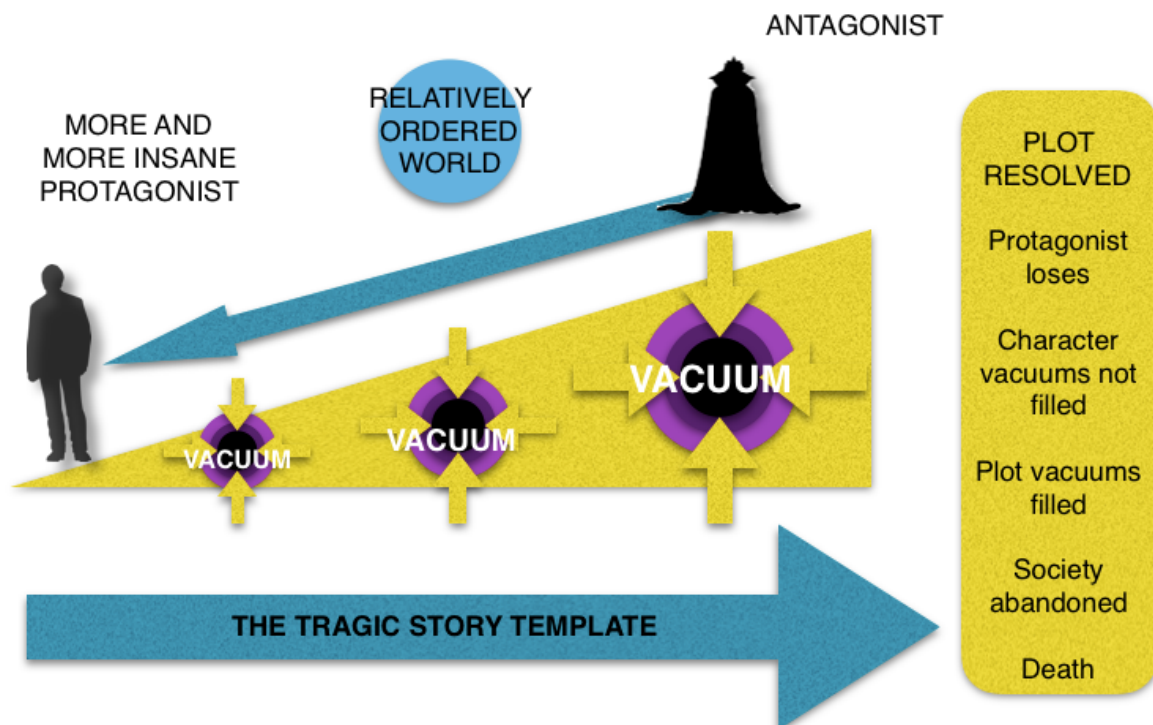 ANTAGONIST
RELATIVELY
ORDERED
WORLD
MORE AND
MORE INSANE
PROTAGONIST
VACUUM
VACUUM
VACUUM
THE TRAGIC STORY TEMPLATE
PLOT
RESOLVED
Protagonist
loses
Character
vacuums not
filled
Plot vacuums
filled
Society
abandoned
Death